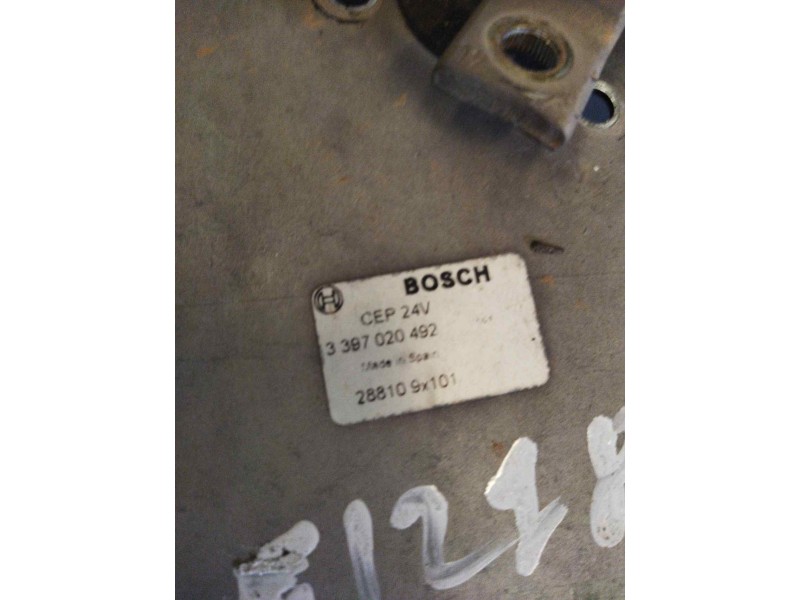 BOSCH
CEP 24V
3 397 020 492
Made in Spain
28810 9x101